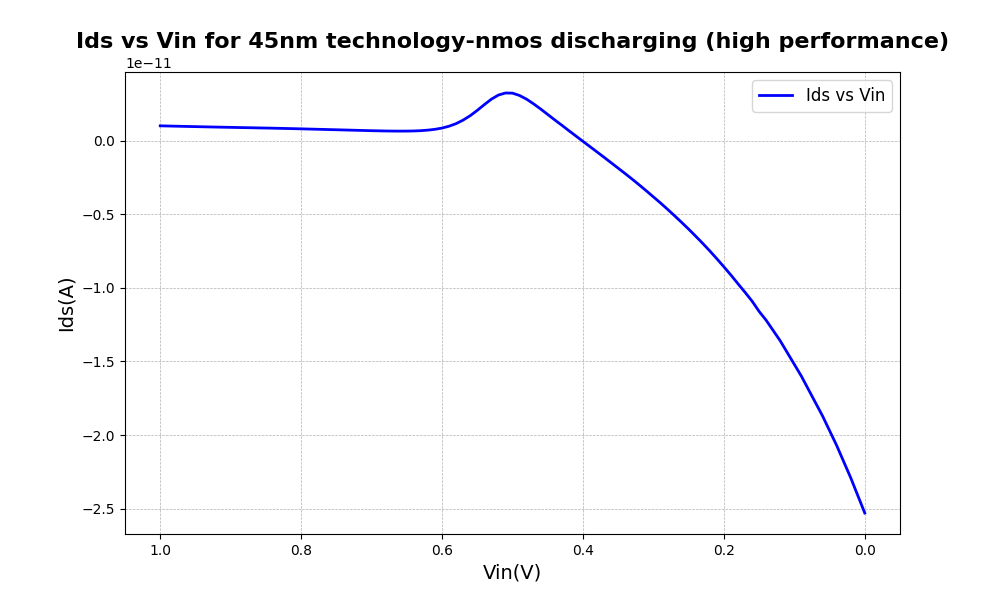 Ids vs Vin for 45nm technology-nmos discharging (high performance)
1e−11
Ids vs Vin
0.0
−0.5
−1.0
−1.5
−2.0
−2.5
Ids(A)
1.0 0.8 0.6 0.4 0.2 0.0
Vin(V)